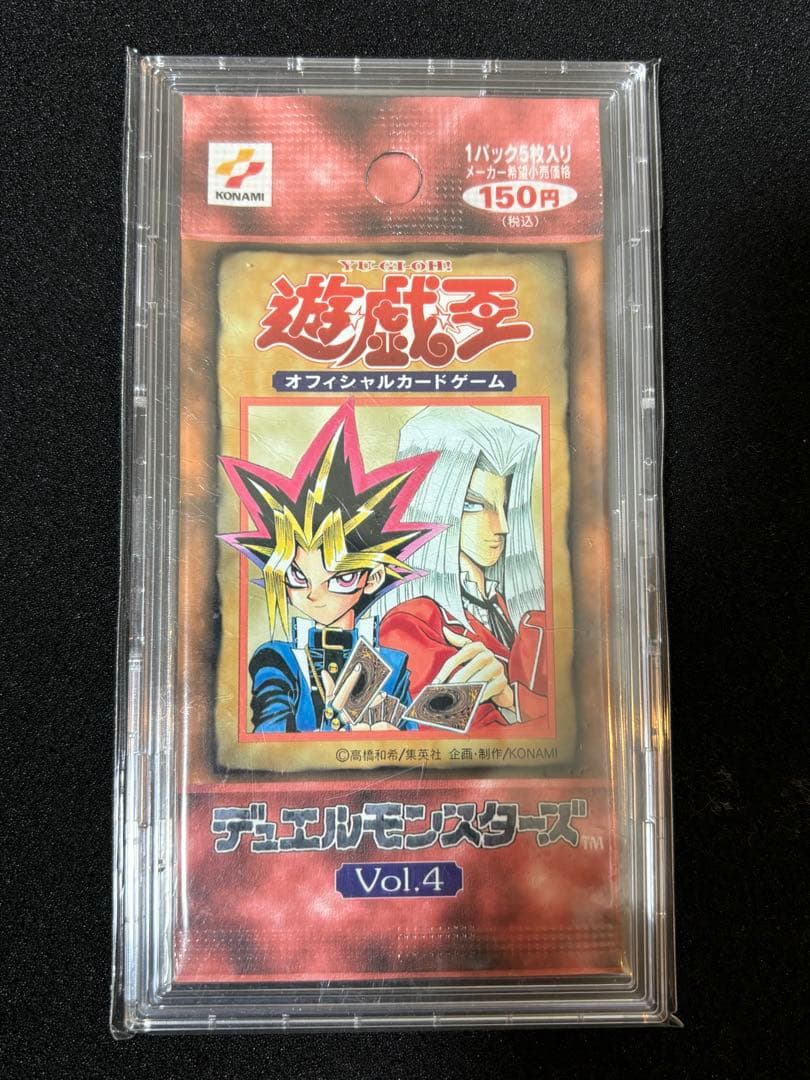 KONAMI
1パック5枚入り
メーカー希望小売価格
150円
(税込)
YU-GI-OH!
遊戯王
オフィシャルカードゲーム
©高橋和希/集英社 企画・制作/KONAMI
デュエルモンスターズ™
Vol.4